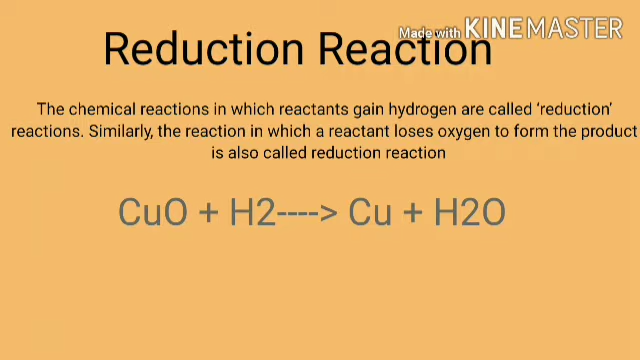 Made with KINEMASTER
Reduction Reaction
The chemical reactions in which reactants gain hydrogen are called ‘reduction’
reactions. Similarly, the reaction in which a reactant loses oxygen to form the product
is also called reduction reaction
CuO + H2----> Cu + H2O